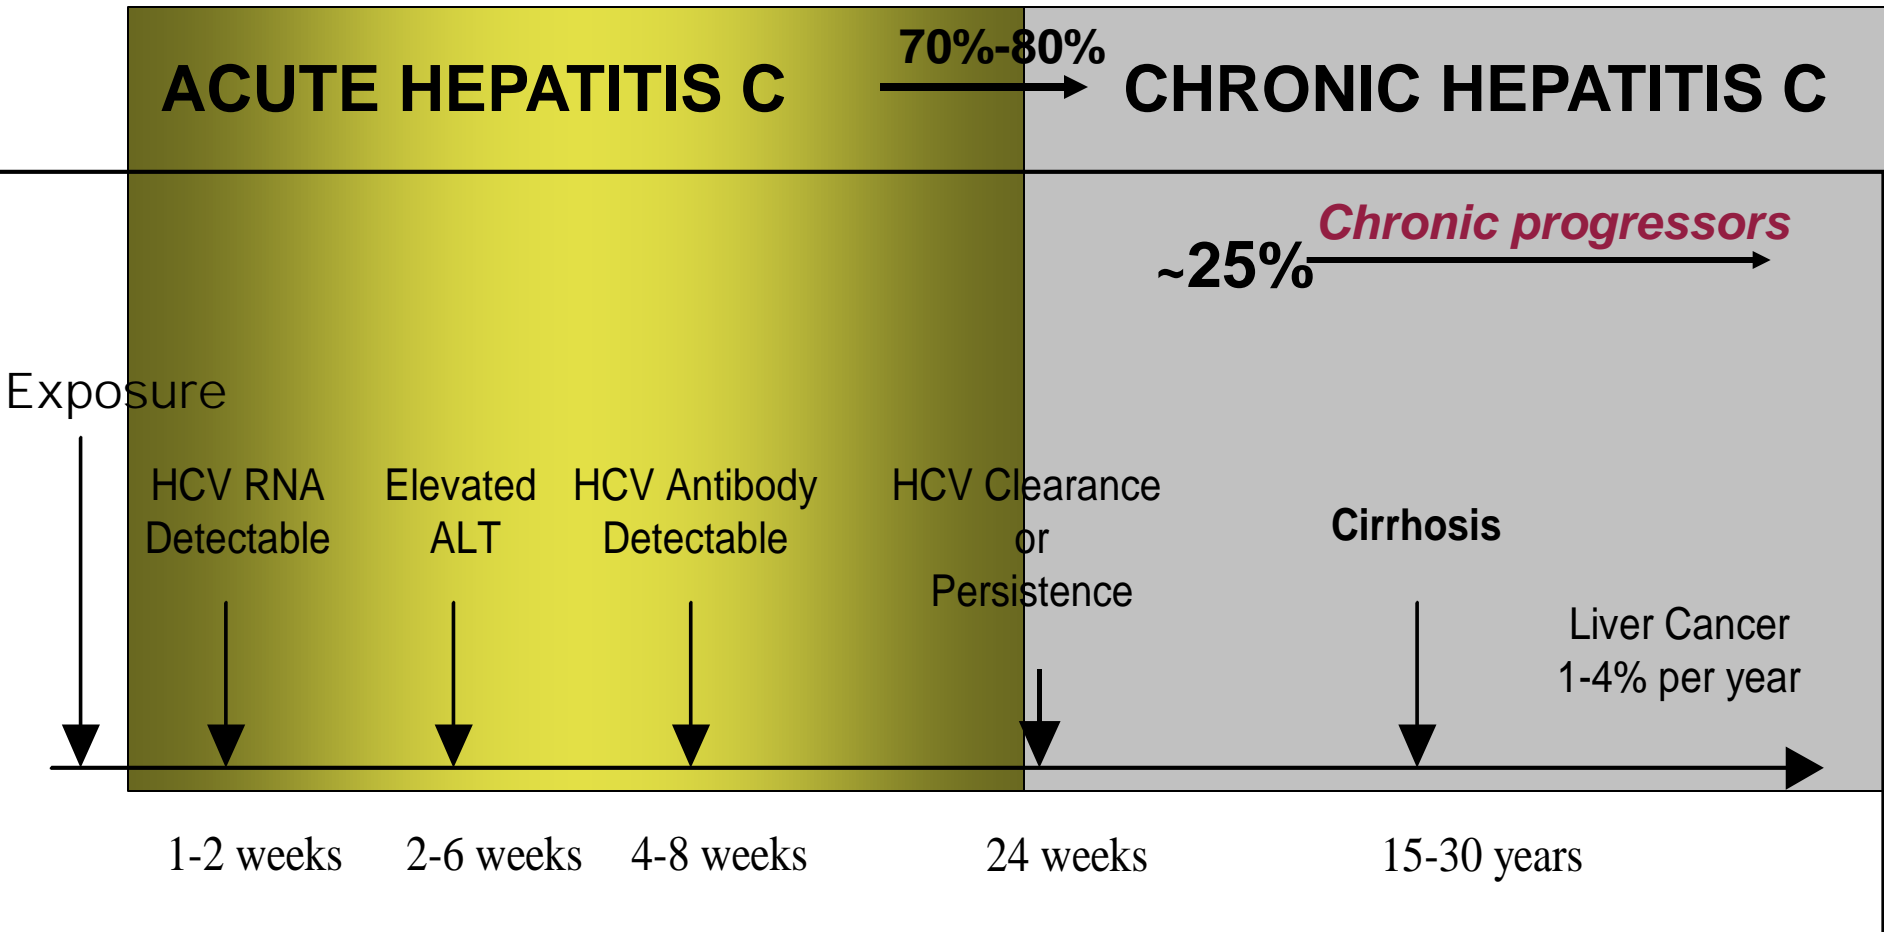 70%-80%
ACUTE HEPATITIS C
CHRONIC HEPATITIS C
Chronic progressors
~25%
Exposure
HCV RNA
Detectable
Elevated
ALT
HCV Antibody
Detectable
HCV Clearance
or
Persistence
Cirrhosis
Liver Cancer
1-4% per year
1-2 weeks
2-6 weeks
4-8 weeks
24 weeks
15-30 years